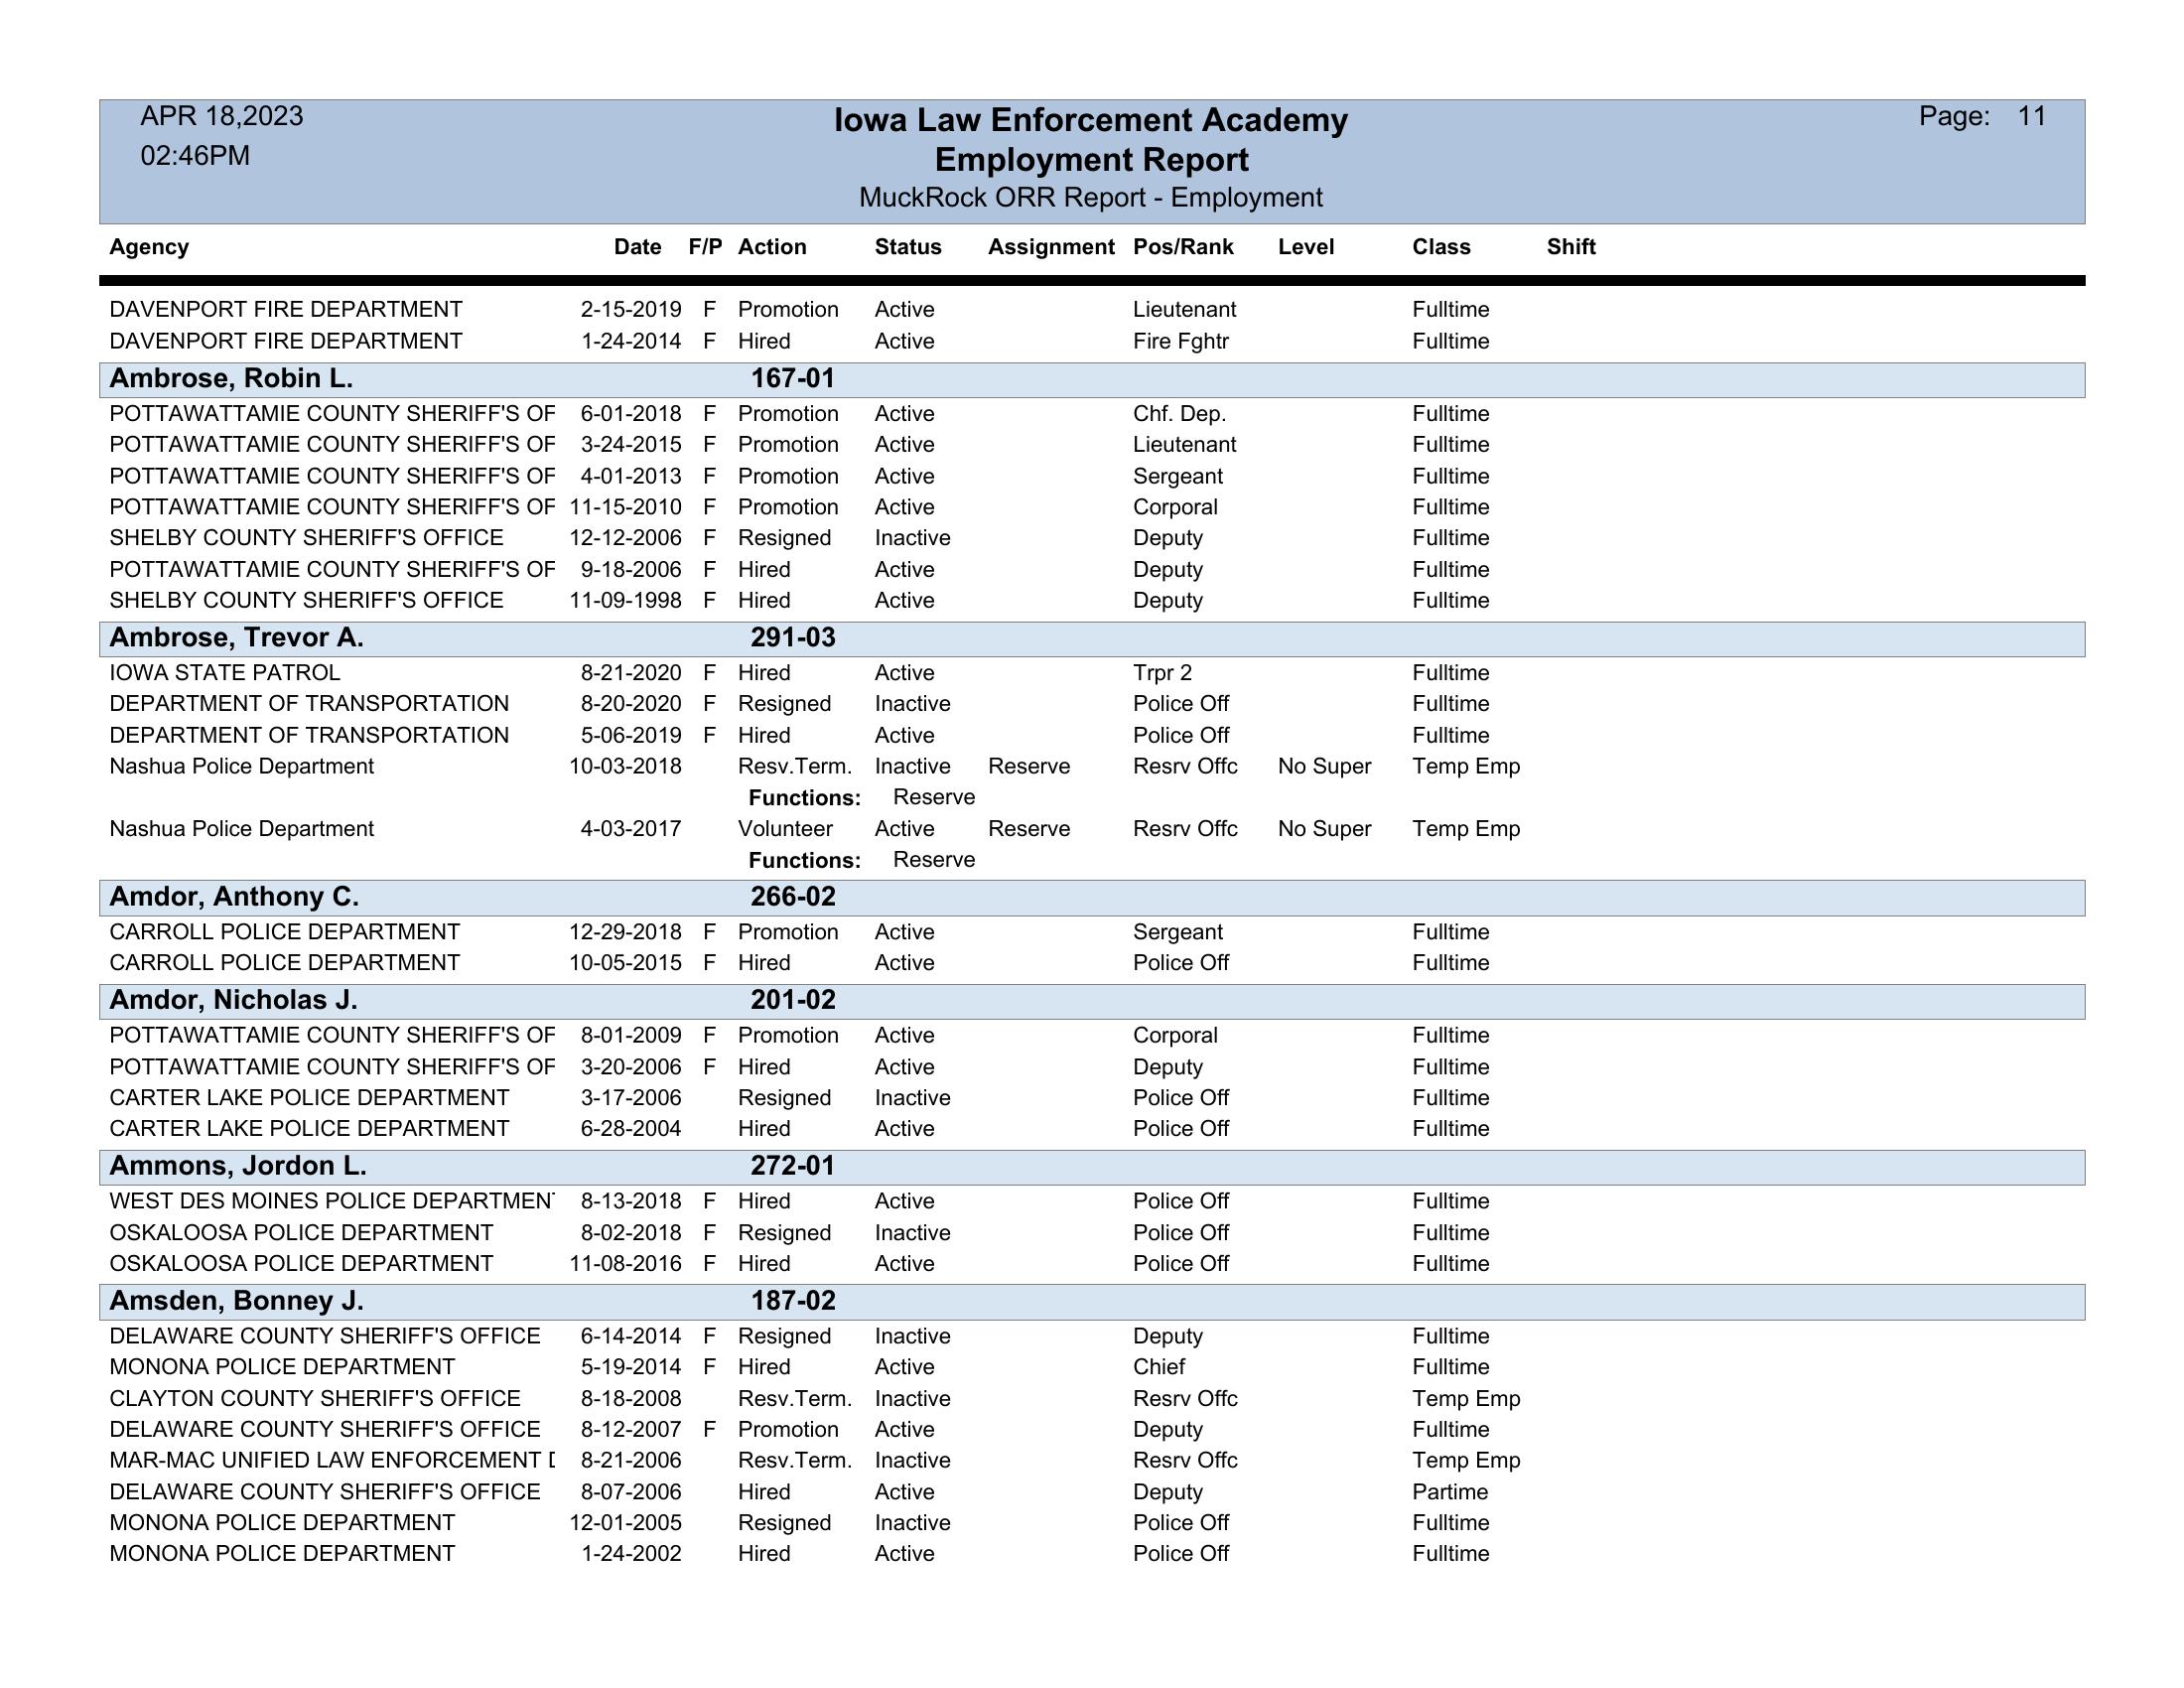 APR 18,2023
02:46PM
Iowa Law Enforcement Academy
Employment Report
MuckRock ORR Report - Employment
Page: 11
Agency Date F/P Action Status Assignment Pos/Rank Level Class Shift
DAVENPORT FIRE DEPARTMENT 2-15-2019 F Promotion Active Lieutenant Fulltime
DAVENPORT FIRE DEPARTMENT 1-24-2014 F Hired Active Fire Fghtr Fulltime
Ambrose, Robin L. 167-01
POTTAWATTAMIE COUNTY SHERIFF'S OF 6-01-2018 F Promotion Active Chf. Dep. Fulltime
POTTAWATTAMIE COUNTY SHERIFF'S OF 3-24-2015 F Promotion Active Lieutenant Fulltime
POTTAWATTAMIE COUNTY SHERIFF'S OF 4-01-2013 F Promotion Active Sergeant Fulltime
POTTAWATTAMIE COUNTY SHERIFF'S OF 11-15-2010 F Promotion Active Corporal Fulltime
SHELBY COUNTY SHERIFF'S OFFICE 12-12-2006 F Resigned Inactive Deputy Fulltime
POTTAWATTAMIE COUNTY SHERIFF'S OF 9-18-2006 F Hired Active Deputy Fulltime
SHELBY COUNTY SHERIFF'S OFFICE 11-09-1998 F Hired Active Deputy Fulltime
Ambrose, Trevor A. 291-03
IOWA STATE PATROL 8-21-2020 F Hired Active Trpr 2 Fulltime
DEPARTMENT OF TRANSPORTATION 8-20-2020 F Resigned Inactive Police Off Fulltime
DEPARTMENT OF TRANSPORTATION 5-06-2019 F Hired Active Police Off Fulltime
Nashua Police Department 10-03-2018 Resv.Term. Inactive Reserve Resrv Offc No Super Temp Emp
Functions: Reserve
Nashua Police Department 4-03-2017 Volunteer Active Reserve Resrv Offc No Super Temp Emp
Functions: Reserve
Amdor, Anthony C. 266-02
CARROLL POLICE DEPARTMENT 12-29-2018 F Promotion Active Sergeant Fulltime
CARROLL POLICE DEPARTMENT 10-05-2015 F Hired Active Police Off Fulltime
Amdor, Nicholas J. 201-02
POTTAWATTAMIE COUNTY SHERIFF'S OF 8-01-2009 F Promotion Active Corporal Fulltime
POTTAWATTAMIE COUNTY SHERIFF'S OF 3-20-2006 F Hired Active Deputy Fulltime
CARTER LAKE POLICE DEPARTMENT 3-17-2006 Resigned Inactive Police Off Fulltime
CARTER LAKE POLICE DEPARTMENT 6-28-2004 Hired Active Police Off Fulltime
Ammons, Jordon L. 272-01
WEST DES MOINES POLICE DEPARTMENT 8-13-2018 F Hired Active Police Off Fulltime
OSKALOOSA POLICE DEPARTMENT 8-02-2018 F Resigned Inactive Police Off Fulltime
OSKALOOSA POLICE DEPARTMENT 11-08-2016 F Hired Active Police Off Fulltime
Amsden, Bonney J. 187-02
DELAWARE COUNTY SHERIFF'S OFFICE 6-14-2014 F Resigned Inactive Deputy Fulltime
MONONA POLICE DEPARTMENT 5-19-2014 F Hired Active Chief Fulltime
CLAYTON COUNTY SHERIFF'S OFFICE 8-18-2008 Resv.Term. Inactive Resrv Offc Temp Emp
DELAWARE COUNTY SHERIFF'S OFFICE 8-12-2007 F Promotion Active Deputy Fulltime
MAR-MAC UNIFIED LAW ENFORCEMENT D 8-21-2006 Resv.Term. Inactive Resrv Offc Temp Emp
DELAWARE COUNTY SHERIFF'S OFFICE 8-07-2006 Hired Active Deputy Partime
MONONA POLICE DEPARTMENT 12-01-2005 Resigned Inactive Police Off Fulltime
MONONA POLICE DEPARTMENT 1-24-2002 Hired Active Police Off Fulltime